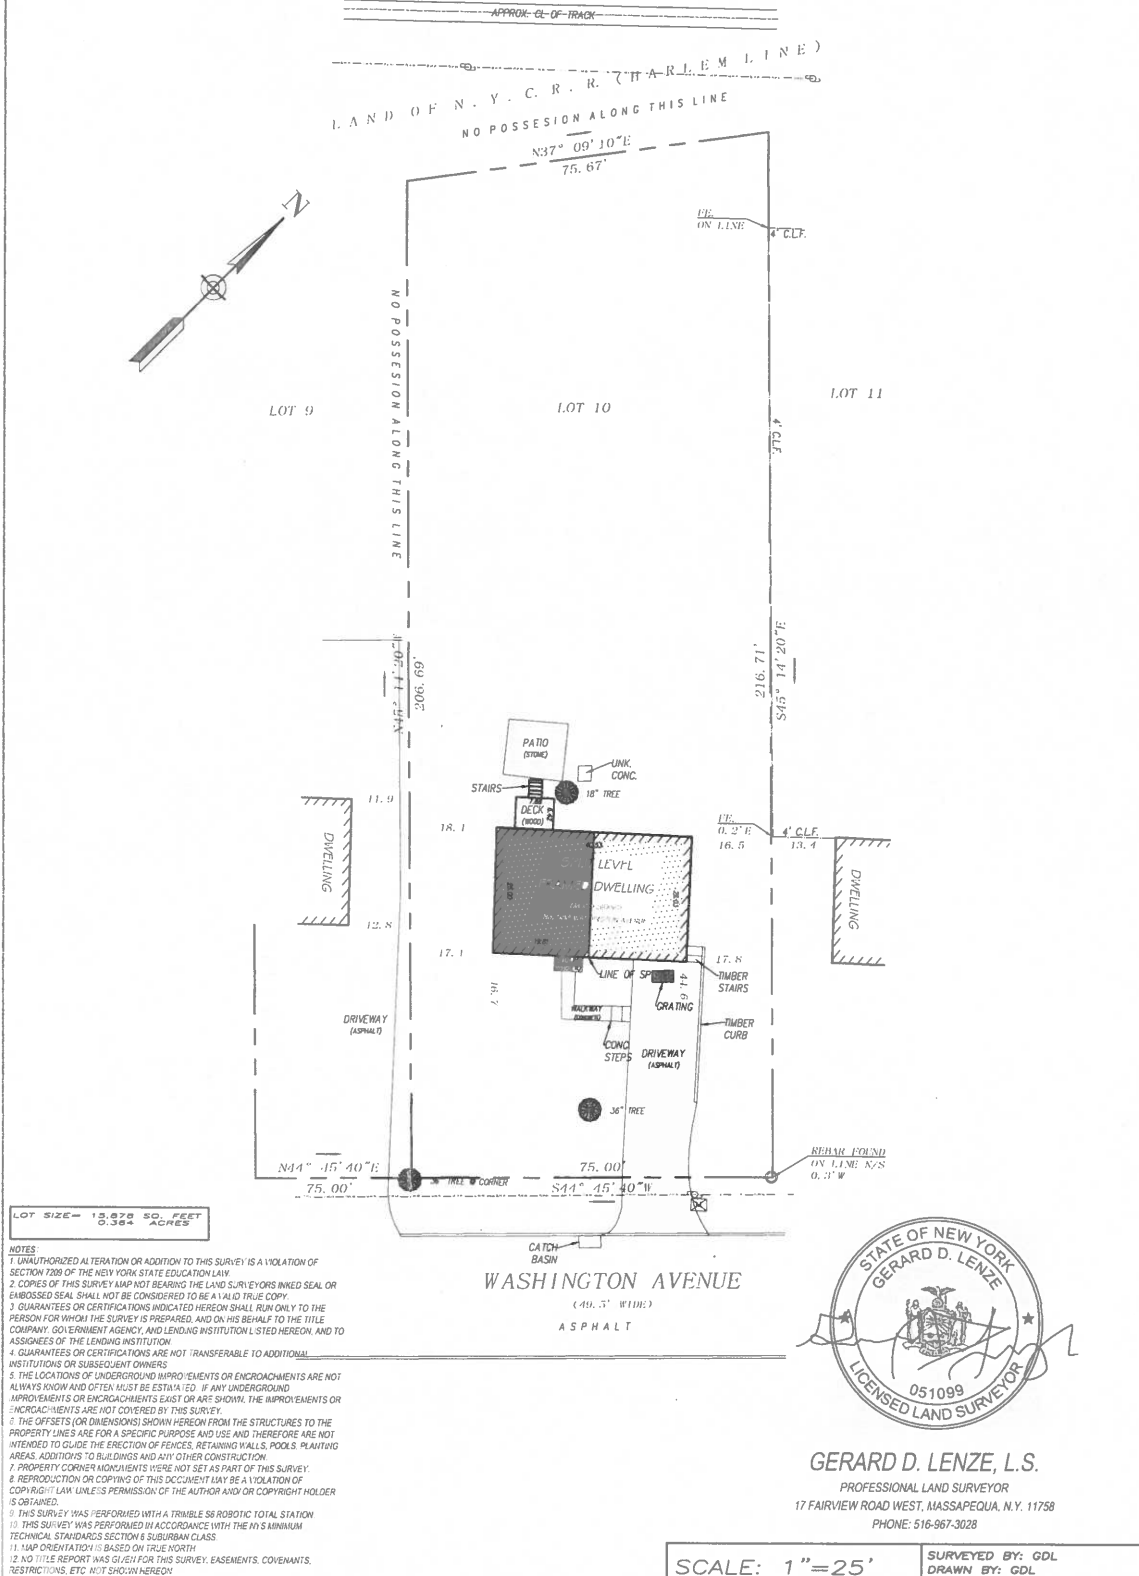 APPROX. CL OF TRACK
LAND OF N.Y.C.R.R. (HARLEM LINE)
NO POSSESION ALONG THIS LINE
N37° 09' 10"E
75.67'
N
FE.
ON LINE
4' C.L.F.
NO POSSESION ALONG THIS LINE
LOT 9
LOT 10
LOT 11
4' C.L.F.
206.69'
216.71'
S45° 14' 20"E
PATIO
(STONE)
UNK.
CONC.
STAIRS
18" TREE
DECK
(WOOD)
11.9
18.1
FE.
0.2'E
4' C.L.F.
16.5
13.4
DWELLING
LEVEL
DWELLING
DWELLING
12.8
17.1
17.8
LINE OF SP
TIMBER
STAIRS
16.7
41.6
GRATING
WALKWAY
(CONCRETE)
DRIVEWAY
(ASPHALT)
CONC.
STEPS
DRIVEWAY
(ASPHALT)
TIMBER
CURB
36" TREE
REBAR FOUND
ON LINE N/S
0.3'W
N44° 45' 40"E
75.00'
36" TREE @ CORNER
75.00'
S44° 45' 40"W
LOT SIZE= 15,878 SQ. FEET
0.364 ACRES
CATCH
BASIN
WASHINGTON AVENUE
(49.5' WIDE)
ASPHALT
NOTES:
1. UNAUTHORIZED ALTERATION OR ADDITION TO THIS SURVEY IS A VIOLATION OF
SECTION 7209 OF THE NEW YORK STATE EDUCATION LAW.
2. COPIES OF THIS SURVEY MAP NOT BEARING THE LAND SURVEYORS INKED SEAL OR
EMBOSSED SEAL SHALL NOT BE CONSIDERED TO BE A VALID TRUE COPY.
3. GUARANTEES OR CERTIFICATIONS INDICATED HEREON SHALL RUN ONLY TO THE
PERSON FOR WHOM THE SURVEY IS PREPARED, AND ON HIS BEHALF TO THE TITLE
COMPANY, GOVERNMENT AGENCY, AND LENDING INSTITUTION LISTED HEREON, AND TO
ASSIGNEES OF THE LENDING INSTITUTION.
4. GUARANTEES OR CERTIFICATIONS ARE NOT TRANSFERABLE TO ADDITIONAL
INSTITUTIONS OR SUBSEQUENT OWNERS
5. THE LOCATIONS OF UNDERGROUND IMPROVEMENTS OR ENCROACHMENTS ARE NOT
ALWAYS KNOW AND OFTEN MUST BE ESTIMATED. IF ANY UNDERGROUND
IMPROVEMENTS OR ENCROACHMENTS EXIST OR ARE SHOWN, THE IMPROVEMENTS OR
ENCROACHMENTS ARE NOT COVERED BY THIS SURVEY.
6. THE OFFSETS (OR DIMENSIONS) SHOWN HEREON FROM THE STRUCTURES TO THE
PROPERTY LINES ARE FOR A SPECIFIC PURPOSE AND USE AND THEREFORE ARE NOT
INTENDED TO GUIDE THE ERECTION OF FENCES, RETAINING WALLS, POOLS, PLANTING
AREAS, ADDITIONS TO BUILDINGS AND ANY OTHER CONSTRUCTION.
7. PROPERTY CORNER MONUMENTS WERE NOT SET AS PART OF THIS SURVEY.
8. REPRODUCTION OR COPYING OF THIS DOCUMENT MAY BE A VIOLATION OF
COPYRIGHT LAW UNLESS PERMISSION OF THE AUTHOR AND/OR COPYRIGHT HOLDER
IS OBTAINED.
9. THIS SURVEY WAS PERFORMED WITH A TRIMBLE S6 ROBOTIC TOTAL STATION
10. THIS SURVEY WAS PERFORMED IN ACCORDANCE WITH THE NYS MINIMUM
TECHNICAL STANDARDS SECTION 6 SUBURBAN CLASS.
11. MAP ORIENTATION IS BASED ON TRUE NORTH
12. NO TITLE REPORT WAS GIVEN FOR THIS SURVEY. EASEMENTS, COVENANTS,
RESTRICTIONS, ETC. NOT SHOWN HEREON
STATE OF NEW YORK
GERARD D. LENZE
051099
LICENSED LAND SURVEYOR
GERARD D. LENZE, L.S.
PROFESSIONAL LAND SURVEYOR
17 FAIRVIEW ROAD WEST, MASSAPEQUA, N.Y. 11758
PHONE: 516-967-3028
SCALE: 1"=25'
SURVEYED BY: GDL
DRAWN BY: GDL